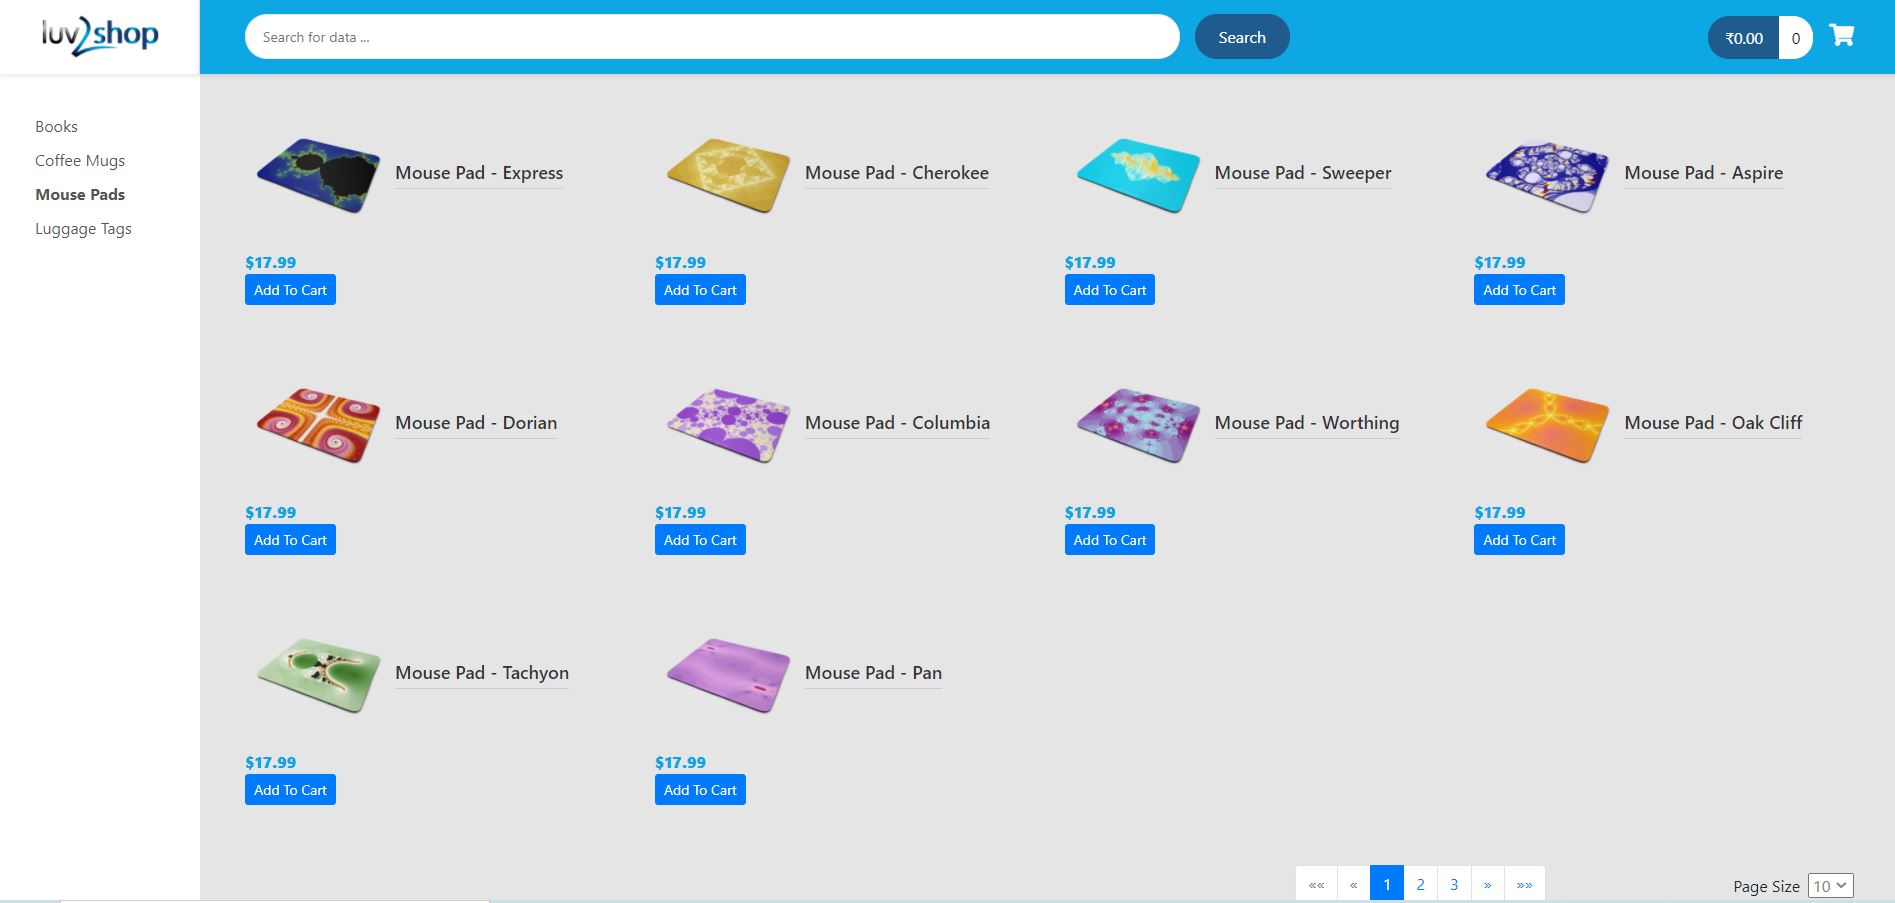 luv2shop
Search for data ...
Search
₹0.00
0
Books
Coffee Mugs
Mouse Pads
Luggage Tags
Mouse Pad - Express
Mouse Pad - Cherokee
Mouse Pad - Sweeper
Mouse Pad - Aspire
$17.99
$17.99
$17.99
$17.99
Add To Cart
Add To Cart
Add To Cart
Add To Cart
Mouse Pad - Dorian
Mouse Pad - Columbia
Mouse Pad - Worthing
Mouse Pad - Oak Cliff
$17.99
$17.99
$17.99
$17.99
Add To Cart
Add To Cart
Add To Cart
Add To Cart
Mouse Pad - Tachyon
Mouse Pad - Pan
$17.99
$17.99
Add To Cart
Add To Cart
«« « 1 2 3 » »»
Page Size 10